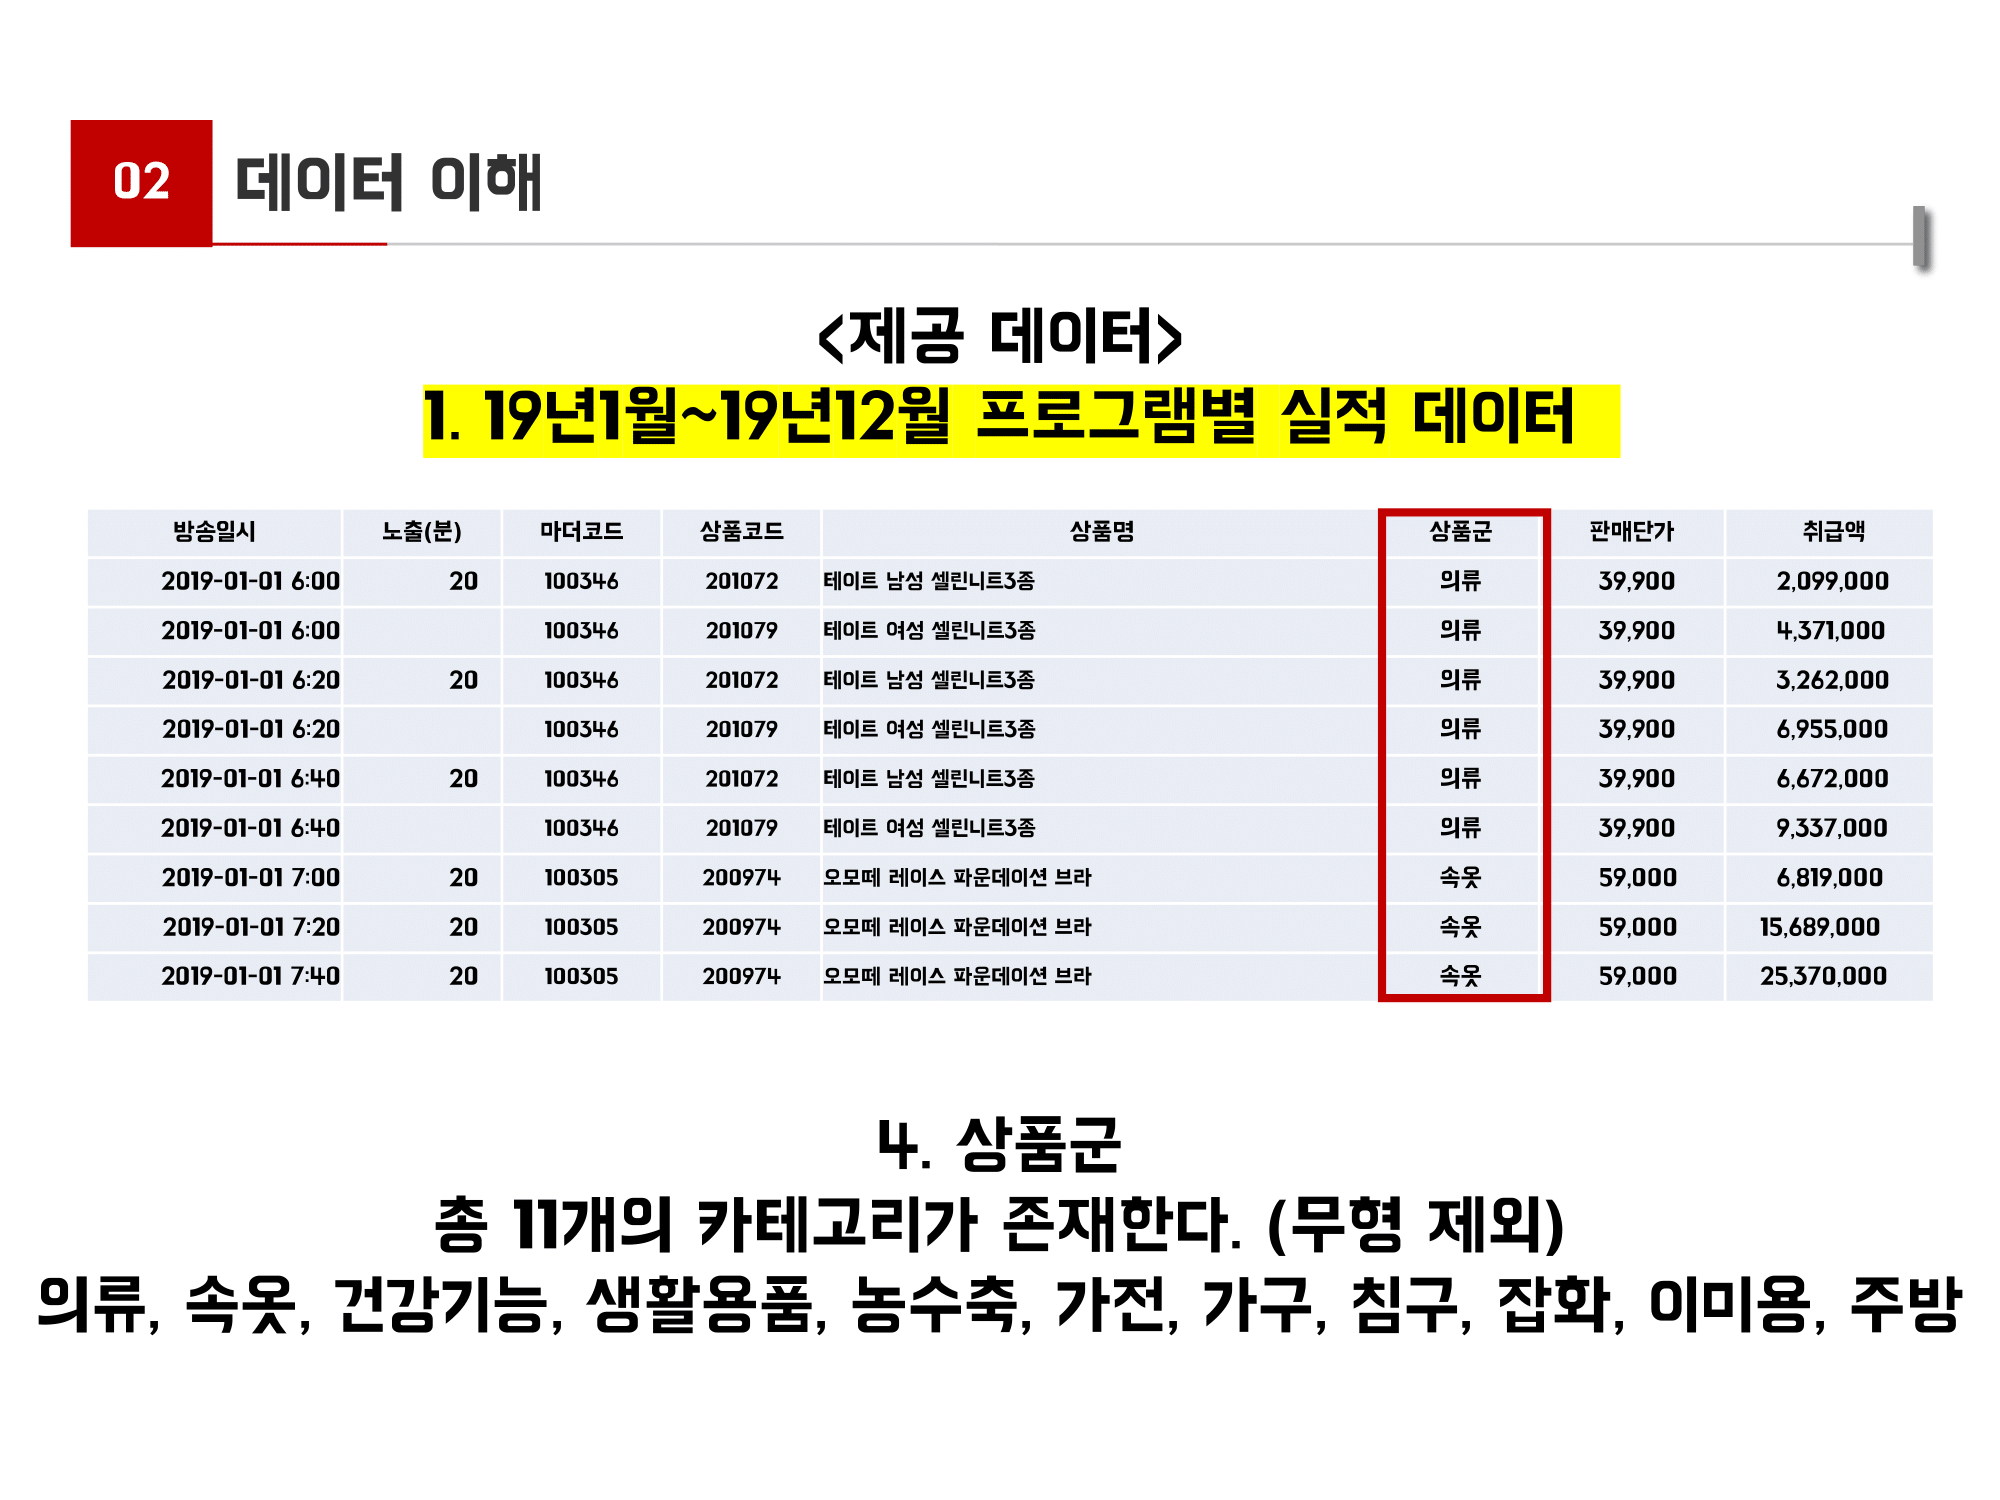 02 데이터 이해
<제공 데이터>
1. 19년1월~19년12월 프로그램별 실적 데이터
방송일시 노출(분) 마더코드 상품코드 상품명 상품군 판매단가 취급액
2019-01-01 6:00 20 100346 201072 테이트 남성 셀린니트3종 의류 39,900 2,099,000
2019-01-01 6:00 100346 201079 테이트 여성 셀린니트3종 의류 39,900 4,371,000
2019-01-01 6:20 20 100346 201072 테이트 남성 셀린니트3종 의류 39,900 3,262,000
2019-01-01 6:20 100346 201079 테이트 여성 셀린니트3종 의류 39,900 6,955,000
2019-01-01 6:40 20 100346 201072 테이트 남성 셀린니트3종 의류 39,900 6,672,000
2019-01-01 6:40 100346 201079 테이트 여성 셀린니트3종 의류 39,900 9,337,000
2019-01-01 7:00 20 100305 200974 오모떼 레이스 파운데이션 브라 속옷 59,000 6,819,000
2019-01-01 7:20 20 100305 200974 오모떼 레이스 파운데이션 브라 속옷 59,000 15,689,000
2019-01-01 7:40 20 100305 200974 오모떼 레이스 파운데이션 브라 속옷 59,000 25,370,000
4. 상품군
총 11개의 카테고리가 존재한다. (무형 제외)
의류, 속옷, 건강기능, 생활용품, 농수축, 가전, 가구, 침구, 잡화, 이미용, 주방